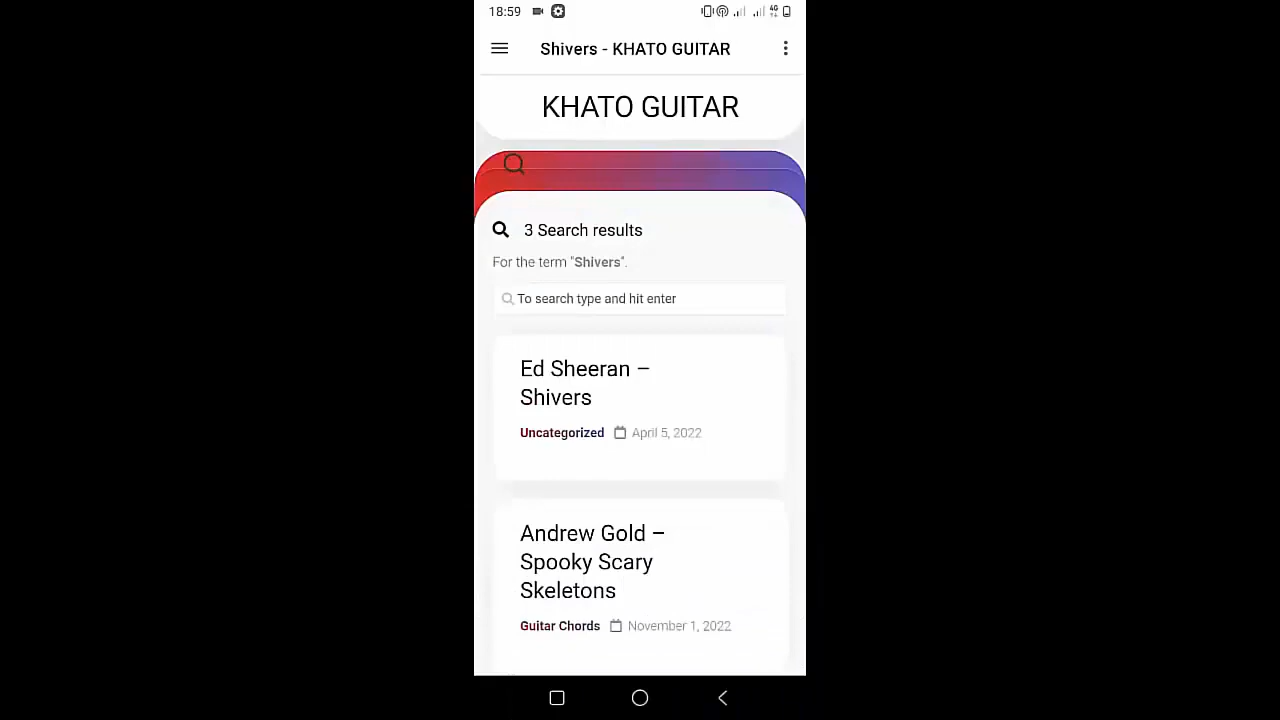 18:59
4G
Shivers - KHATO GUITAR
KHATO GUITAR
3 Search results
For the term "Shivers".
To search type and hit enter
Ed Sheeran –
Shivers
Uncategorized April 5, 2022
Andrew Gold –
Spooky Scary
Skeletons
Guitar Chords November 1, 2022